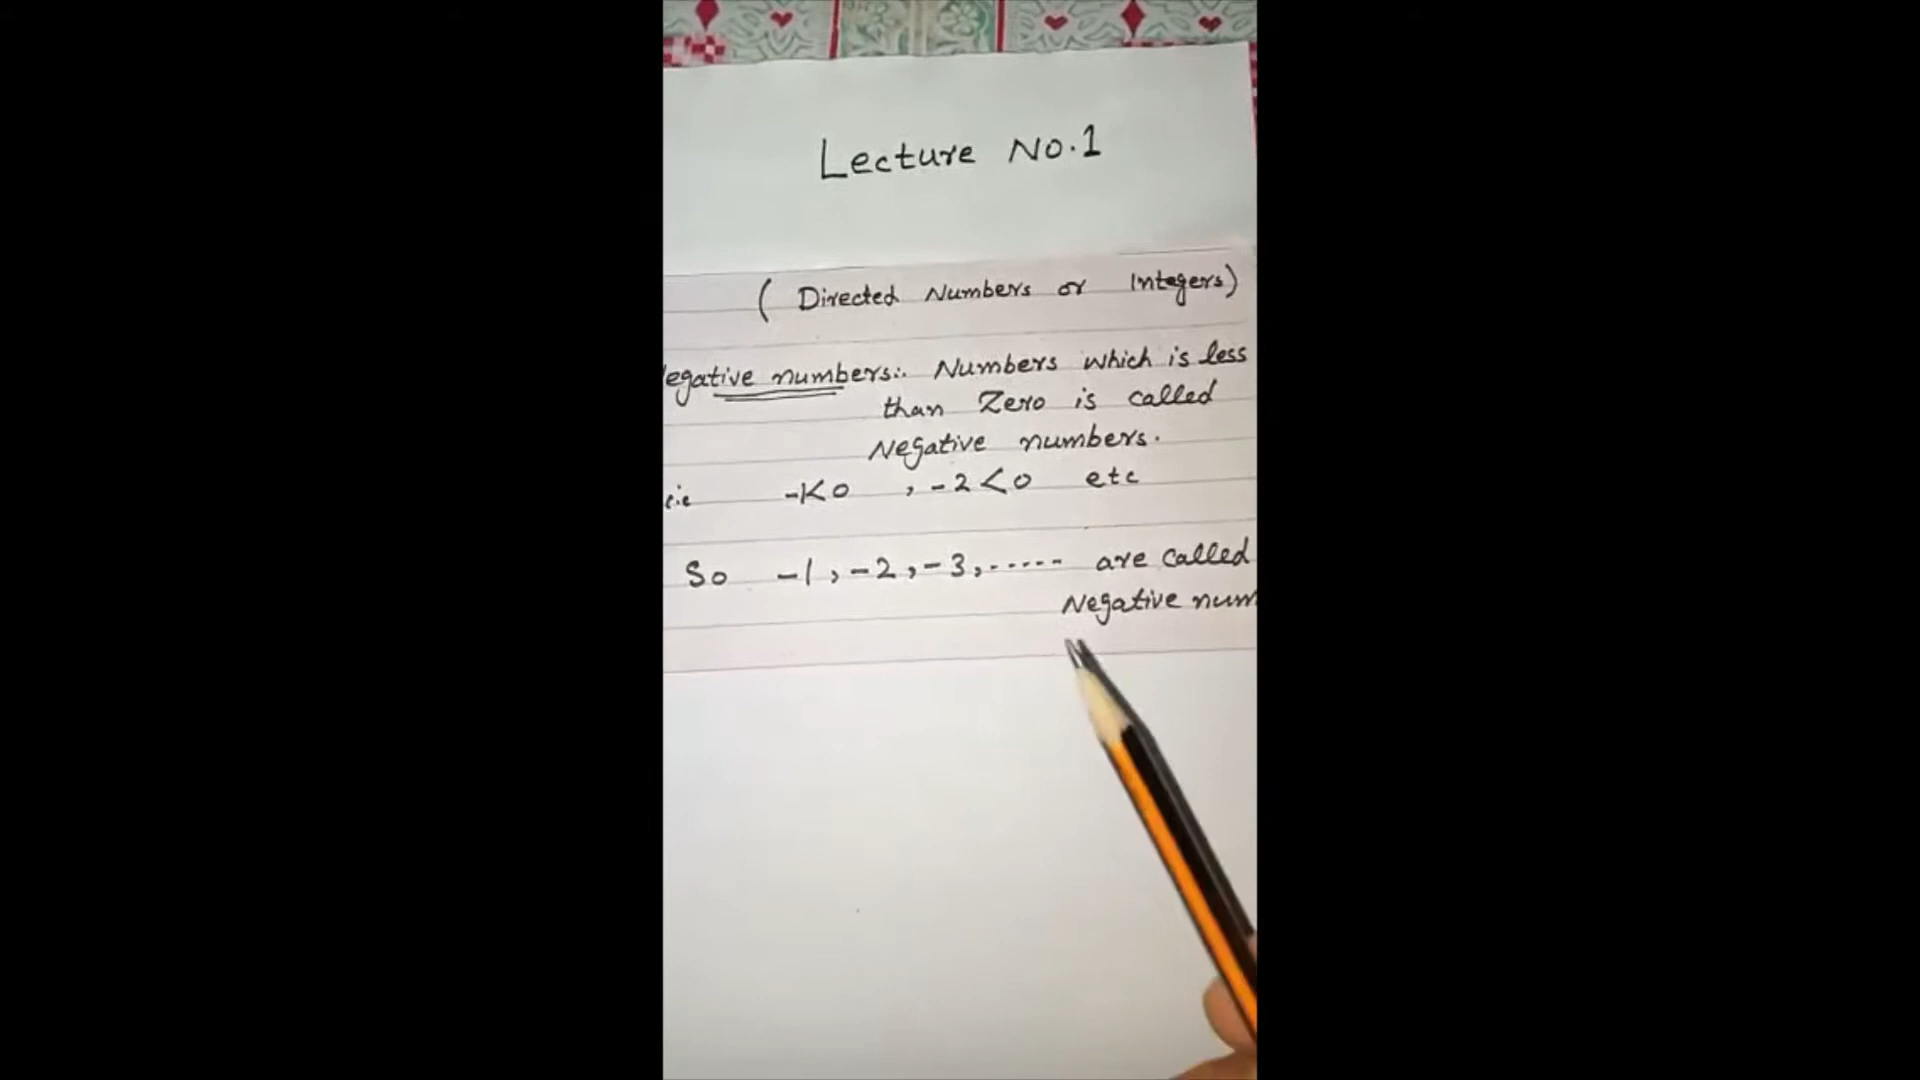 Lecture No.1
( Directed Numbers or Integers)
egative numbers:. Numbers which is less
than Zero is called
Negative numbers.
i.e -1<0 , -2<0 etc
So -1, -2, -3, ..... are called
Negative num